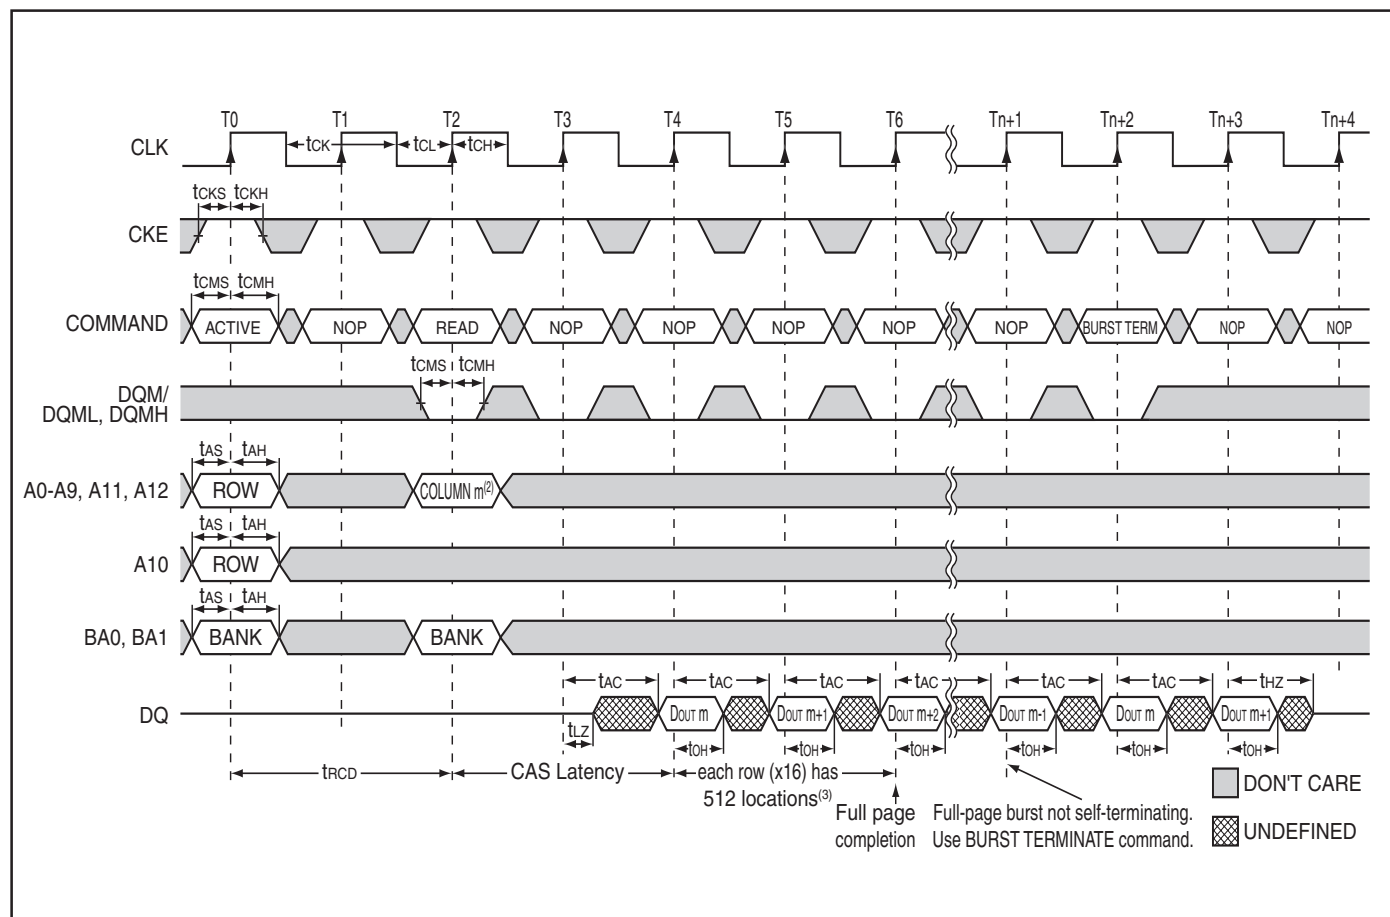 T0 T1 T2 T3 T4 T5 T6 Tn+1 Tn+2 Tn+3 Tn+4
CLK tCK tCL tCH
tCKS tCKH
CKE
tCMS tCMH
COMMAND ACTIVE NOP READ NOP NOP NOP NOP NOP BURST TERM NOP NOP
tCMS tCMH
DQM/
DQML, DQMH
tAS tAH
A0-A9, A11, A12 ROW COLUMN m(2)
tAS tAH
A10 ROW
tAS tAH
BA0, BA1 BANK BANK
tAC tAC tAC tAC tAC tAC tHZ
DQ DOUT m DOUT m+1 DOUT m+2 DOUT m-1 DOUT m DOUT m+1
tLZ tOH tOH tOH tOH tOH tOH
tRCD CAS Latency each row (x16) has
512 locations(3)
Full page
completion
Full-page burst not self-terminating.
Use BURST TERMINATE command.
DON'T CARE
UNDEFINED